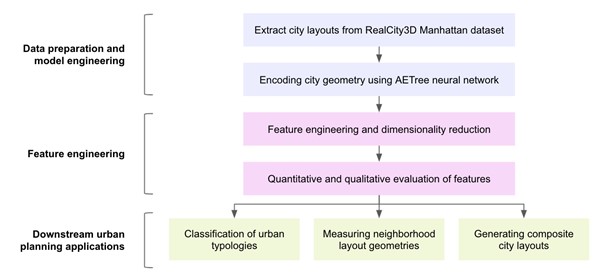 Data preparation and
model engineering
Extract city layouts from RealCity3D Manhattan dataset
Encoding city geometry using AETree neural network
Feature engineering
Feature engineering and dimensionality reduction
Quantitative and qualitative evaluation of features
Downstream urban
planning applications
Classification of urban
typologies
Measuring neighborhood
layout geometries
Generating composite
city layouts